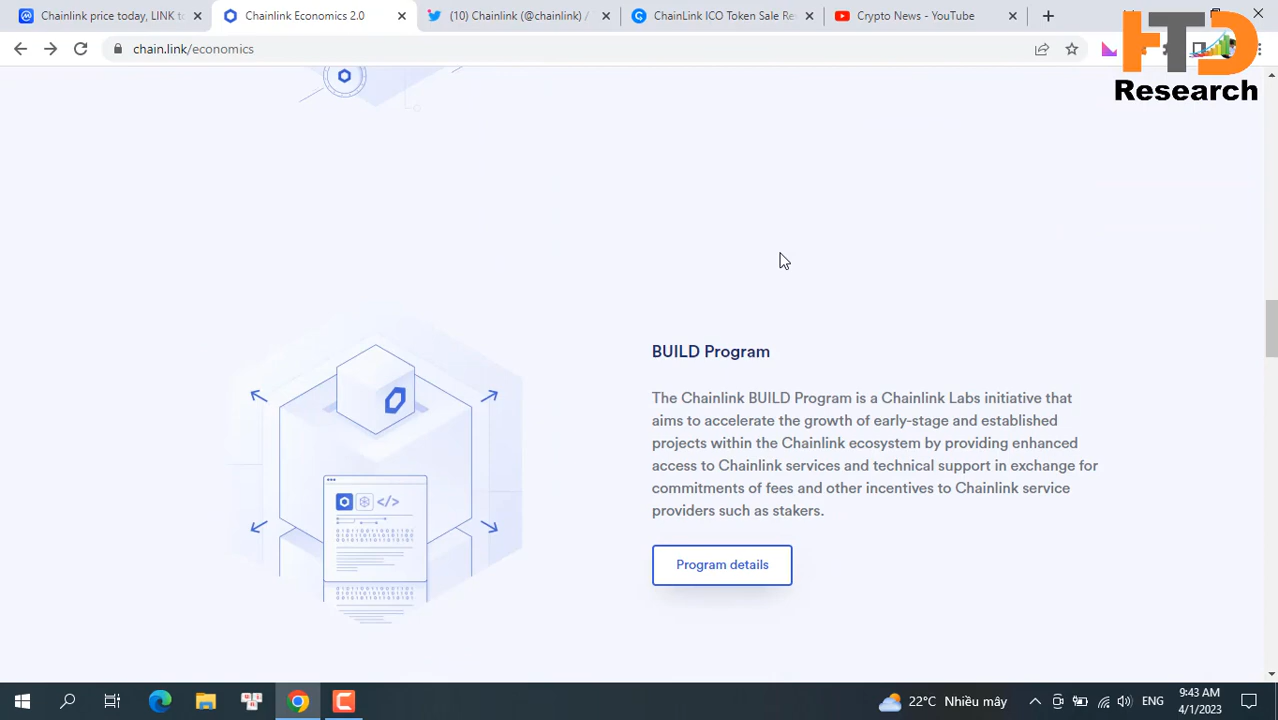 Chainlink price today, LINK t
Chainlink Economics 2.0
(10) Chainlink (@chainlink) /
ChainLink ICO Token Sale Re
Crypto News - YouTube
chain.link/economics
HTD
Research
BUILD Program
The Chainlink BUILD Program is a Chainlink Labs initiative that
aims to accelerate the growth of early-stage and established
projects within the Chainlink ecosystem by providing enhanced
access to Chainlink services and technical support in exchange for
commitments of fees and other incentives to Chainlink service
providers such as stakers.
Program details
22°C Nhiều mây
ENG
9:43 AM
4/1/2023